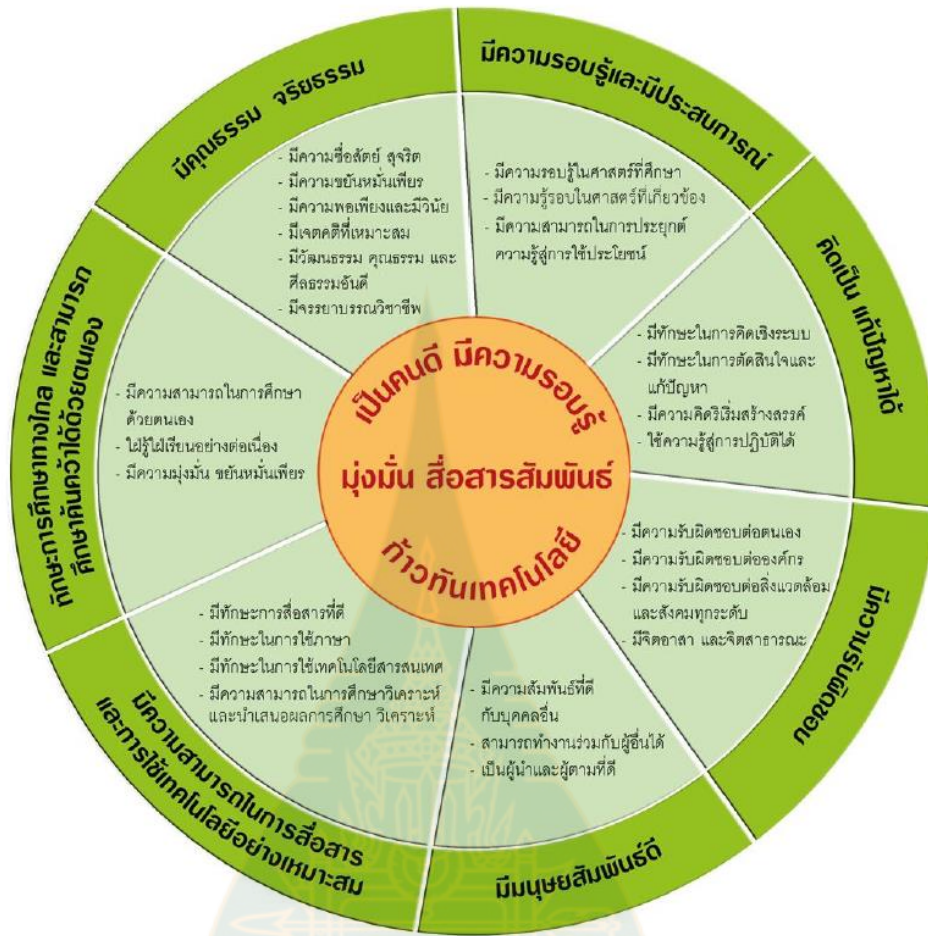 มีคุณธรรม จริยธรรม
- มีความซื่อสัตย์ สุจริต
- มีความขยันหมั่นเพียร
- มีความพอเพียงและมีวินัย
- มีเจตคติที่เหมาะสม
- มีวัฒนธรรม คุณธรรม และ
ศีลธรรมอันดี
- มีจรรยาบรรณวิชาชีพ
มีความรอบรู้และมีประสบการณ์
- มีความรอบรู้ในศาสตร์ที่ศึกษา
- มีความรู้รอบในศาสตร์ที่เกี่ยวข้อง
- มีความสามารถในการประยุกต์
ความรู้สู่การใช้ประโยชน์
คิดเป็น แก้ปัญหาได้
- มีทักษะในการคิดเชิงระบบ
- มีทักษะในการตัดสินใจและ
แก้ปัญหา
- มีความคิดริเริ่มสร้างสรรค์
- ใช้ความรู้สู่การปฏิบัติได้
มีความรับผิดชอบ
- มีความรับผิดชอบต่อตนเอง
- มีความรับผิดชอบต่อองค์กร
- มีความรับผิดชอบต่อสิ่งแวดล้อม
และสังคมทุกระดับ
- มีจิตอาสา และจิตสาธารณะ
มีมนุษยสัมพันธ์ดี
- มีความสัมพันธ์ที่ดี
กับบุคคลอื่น
- สามารถทำงานร่วมกับผู้อื่นได้
- เป็นผู้นำและผู้ตามที่ดี
มีความสามารถในการสื่อสาร
และการใช้เทคโนโลยีอย่างเหมาะสม
- มีทักษะการสื่อสารที่ดี
- มีทักษะในการใช้ภาษา
- มีทักษะในการใช้เทคโนโลยีสารสนเทศ
- มีความสามารถในการศึกษาวิเคราะห์
และนำเสนอผลการศึกษา วิเคราะห์
ทักษะการศึกษาทางไกล และสามารถ
ศึกษาค้นคว้าได้ด้วยตนเอง
- มีความสามารถในการศึกษา
ด้วยตนเอง
- ใฝ่รู้ใฝ่เรียนอย่างต่อเนื่อง
- มีความมุ่งมั่น ขยันหมั่นเพียร
เป็นคนดี มีความรอบรู้
มุ่งมั่น สื่อสารสัมพันธ์
ก้าวทันเทคโนโลยี